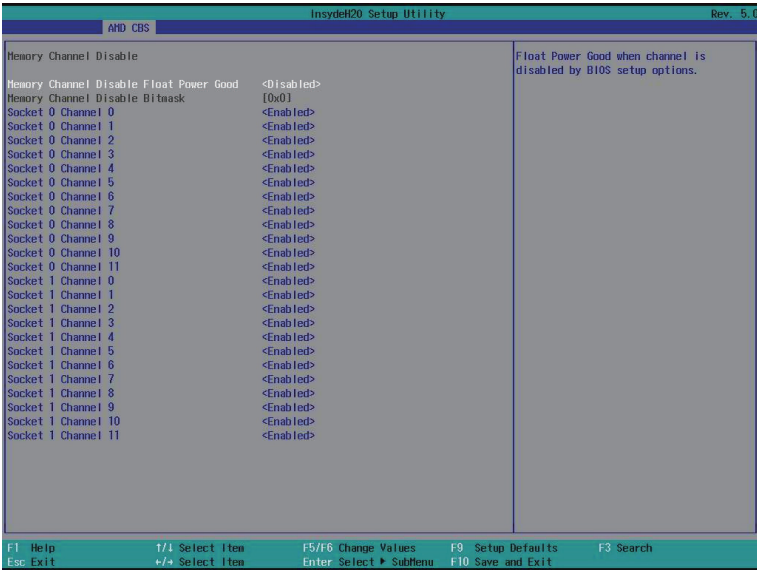 InsydeH2O Setup Utility Rev. 5.0
AMD CBS
Memory Channel Disable
Float Power Good when channel is
disabled by BIOS setup options.
Memory Channel Disable Float Power Good <Disabled>
Memory Channel Disable Bitmask [0x0]
Socket 0 Channel 0 <Enabled>
Socket 0 Channel 1 <Enabled>
Socket 0 Channel 2 <Enabled>
Socket 0 Channel 3 <Enabled>
Socket 0 Channel 4 <Enabled>
Socket 0 Channel 5 <Enabled>
Socket 0 Channel 6 <Enabled>
Socket 0 Channel 7 <Enabled>
Socket 0 Channel 8 <Enabled>
Socket 0 Channel 9 <Enabled>
Socket 0 Channel 10 <Enabled>
Socket 0 Channel 11 <Enabled>
Socket 1 Channel 0 <Enabled>
Socket 1 Channel 1 <Enabled>
Socket 1 Channel 2 <Enabled>
Socket 1 Channel 3 <Enabled>
Socket 1 Channel 4 <Enabled>
Socket 1 Channel 5 <Enabled>
Socket 1 Channel 6 <Enabled>
Socket 1 Channel 7 <Enabled>
Socket 1 Channel 8 <Enabled>
Socket 1 Channel 9 <Enabled>
Socket 1 Channel 10 <Enabled>
Socket 1 Channel 11 <Enabled>
F1 Help ↑/↓ Select Item F5/F6 Change Values F9 Setup Defaults F3 Search
Esc Exit ←/→ Select Item Enter Select ▶ SubMenu F10 Save and Exit